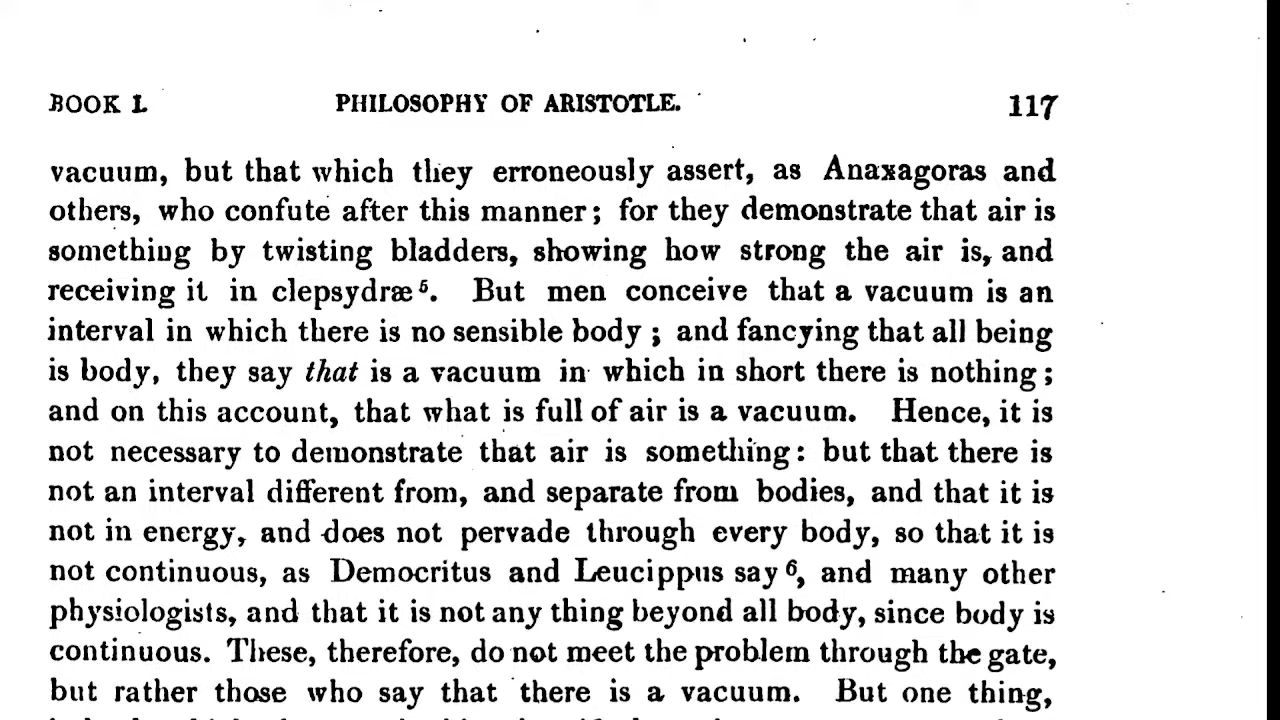 BOOK I. PHILOSOPHY OF ARISTOTLE. 117
vacuum, but that which they erroneously assert, as Anaxagoras and
others, who confute after this manner; for they demonstrate that air is
something by twisting bladders, showing how strong the air is, and
receiving it in clepsydræ⁵. But men conceive that a vacuum is an
interval in which there is no sensible body; and fancying that all being
is body, they say that is a vacuum in which in short there is nothing;
and on this account, that what is full of air is a vacuum. Hence, it is
not necessary to demonstrate that air is something: but that there is
not an interval different from, and separate from bodies, and that it is
not in energy, and does not pervade through every body, so that it is
not continuous, as Democritus and Leucippus say⁶, and many other
physiologists, and that it is not any thing beyond all body, since body is
continuous. These, therefore, do not meet the problem through the gate,
but rather those who say that there is a vacuum. But one thing,